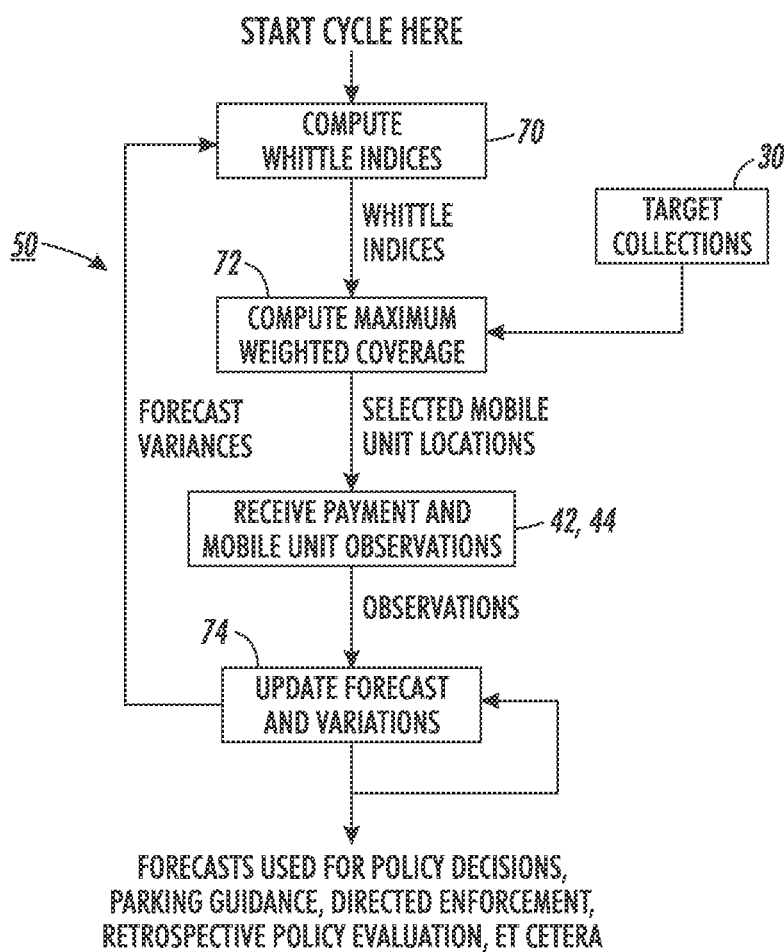 START CYCLE HERE
COMPUTE
WHITTLE INDICES
70
30
TARGET
COLLECTIONS
WHITTLE
INDICES
50
72
COMPUTE MAXIMUM
WEIGHTED COVERAGE
FORECAST
VARIANCES
SELECTED MOBILE
UNIT LOCATIONS
RECEIVE PAYMENT AND
MOBILE UNIT OBSERVATIONS
42, 44
OBSERVATIONS
74
UPDATE FORECAST
AND VARIATIONS
FORECASTS USED FOR POLICY DECISIONS,
PARKING GUIDANCE, DIRECTED ENFORCEMENT,
RETROSPECTIVE POLICY EVALUATION, ET CETERA